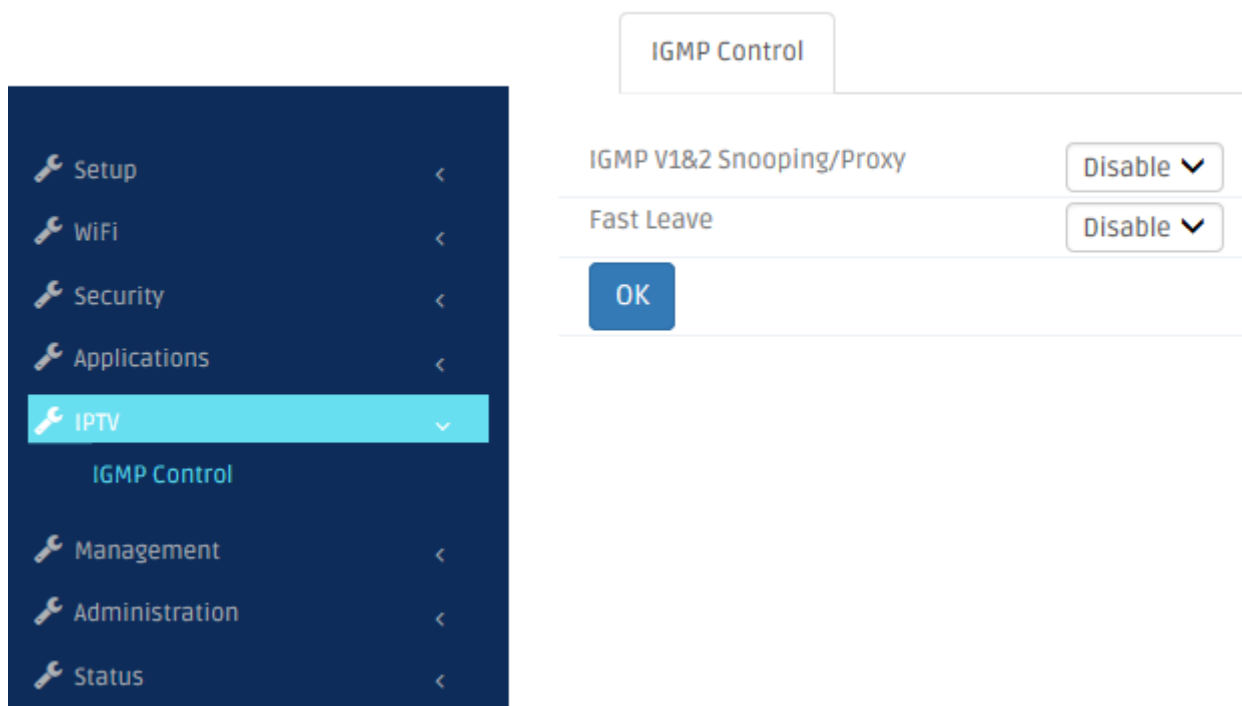 IGMP Control
Setup
WiFi
Security
Applications
IPTV
IGMP Control
Management
Administration
Status
IGMP V1&2 Snooping/Proxy Disable
Fast Leave Disable
OK